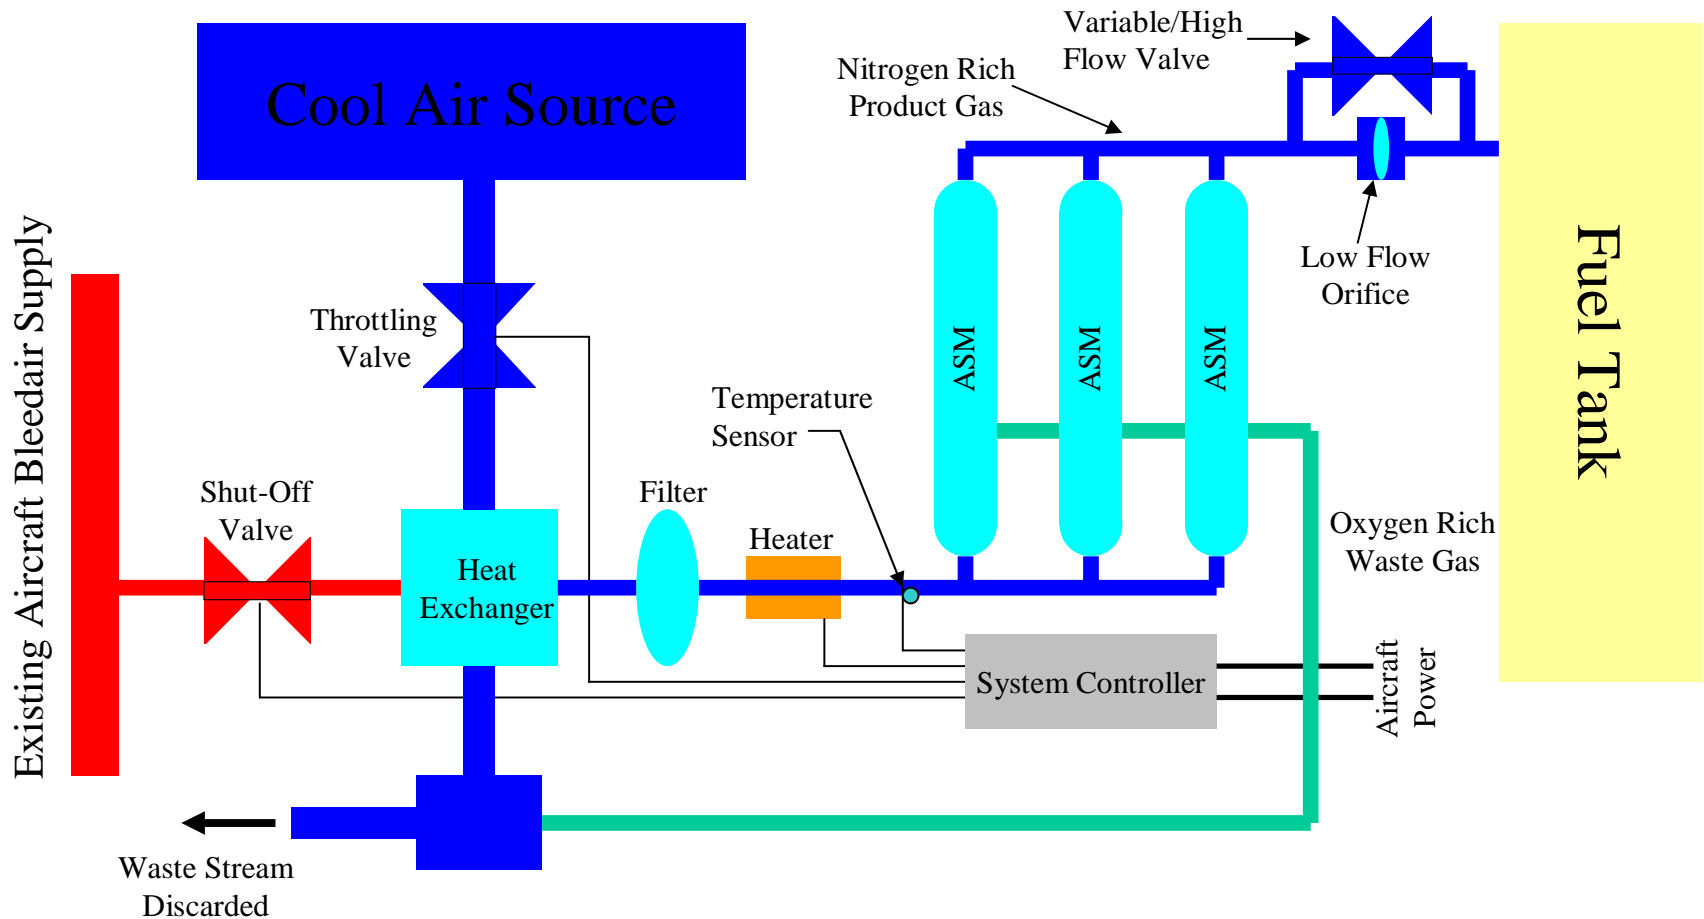 Variable/High
Flow Valve
Nitrogen Rich
Product Gas
Cool Air Source
Existing Aircraft Bleedair Supply
Fuel Tank
Low Flow
Orifice
Throttling
Valve
ASM
ASM
ASM
Temperature
Sensor
Shut-Off
Valve
Filter
Heater
Oxygen Rich
Waste Gas
Heat
Exchanger
System Controller
Aircraft
Power
Waste Stream
Discarded